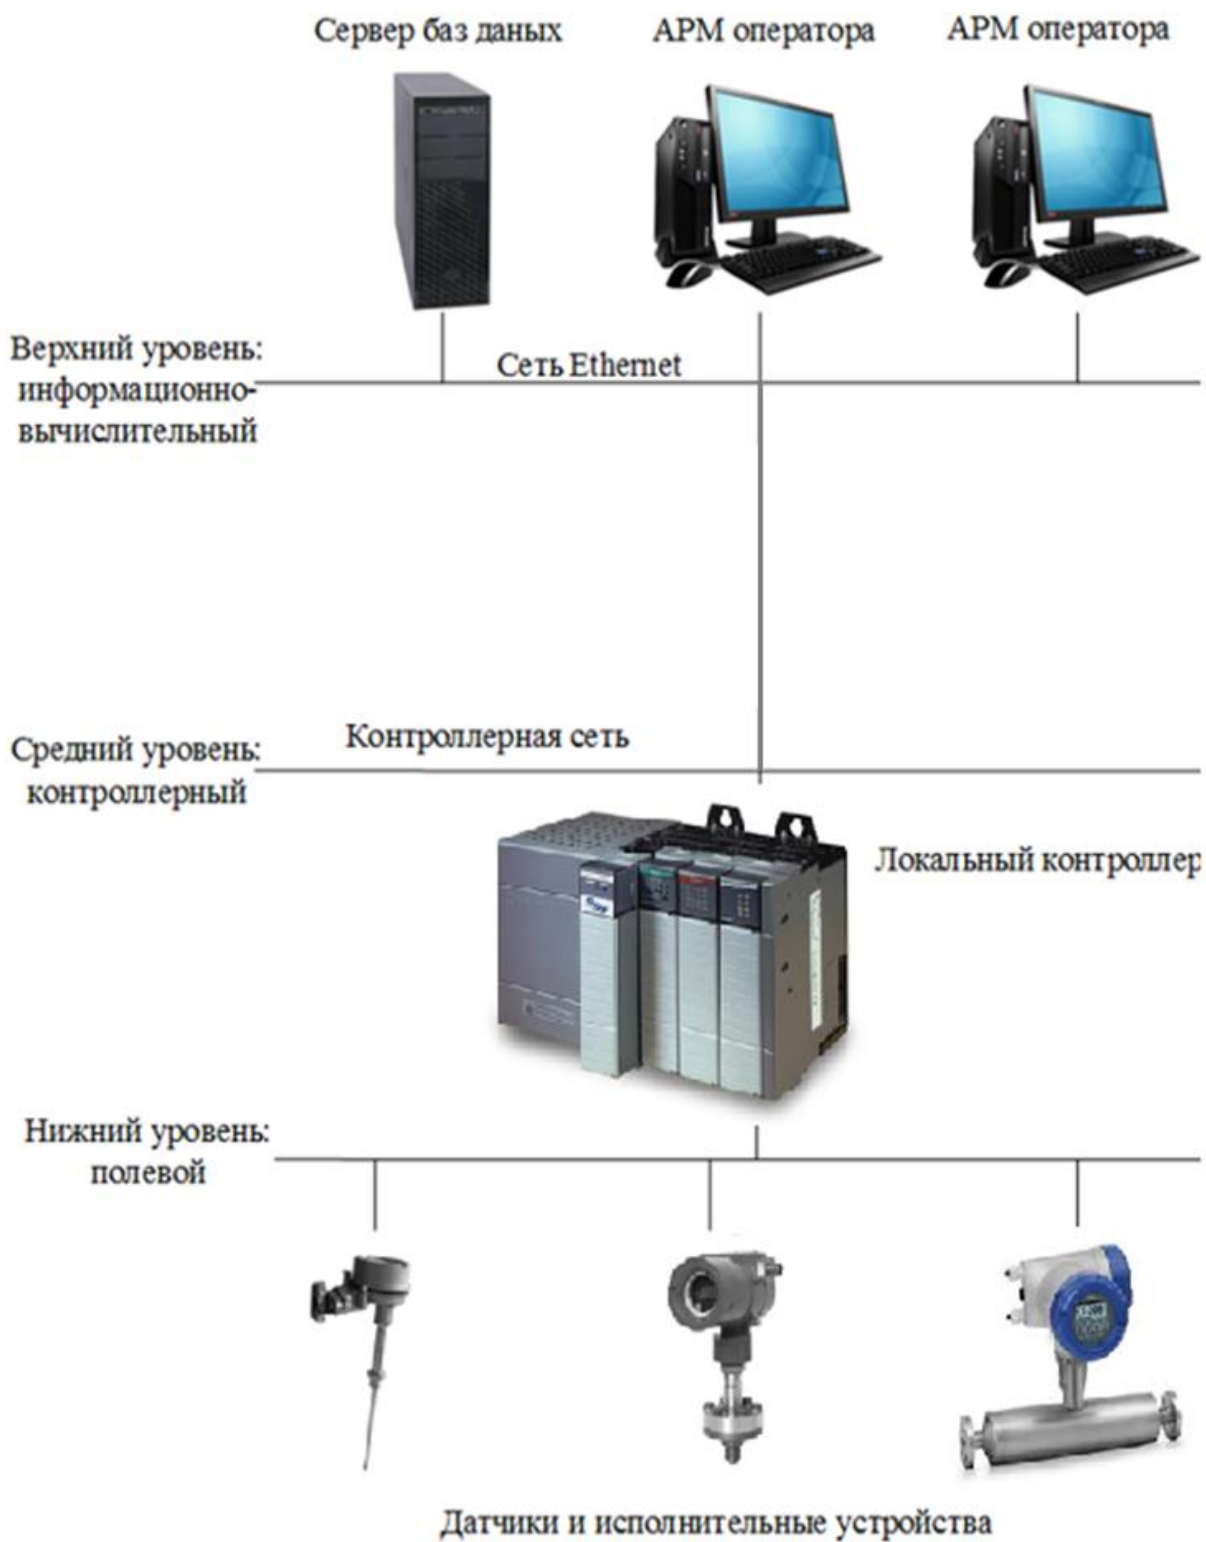 Сервер баз даных
АРМ оператора
АРМ оператора
Верхний уровень:
информационно-
вычислительный
Сеть Ethernet
Средний уровень:
контроллерный
Контроллерная сеть
Локальный контроллер
Нижний уровень:
полевой
Датчики и исполнительные устройства